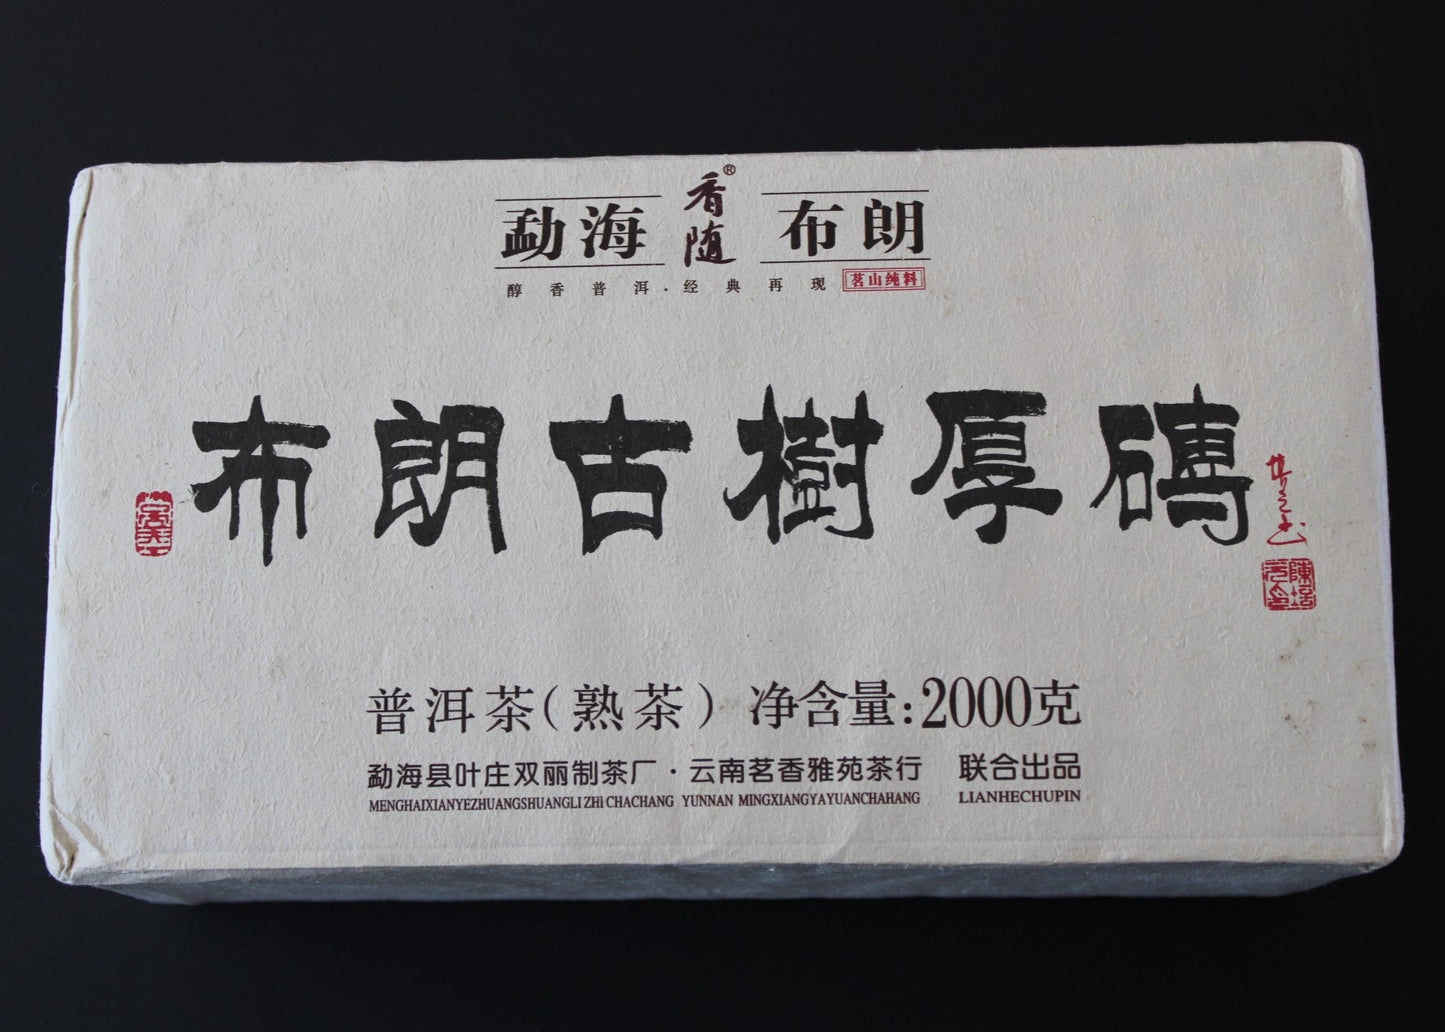 勐海 香随® 布朗
醇香普洱·经典再现 茗山纯料
布朗古樹厚磚
普洱茶(熟茶) 净含量:2000克
勐海县叶庄双丽制茶厂·云南茗香雅苑茶行 联合出品
MENGHAIXIANYEZHUANGSHUANGLI ZHI CHACHANG YUNNAN MINGXIANGYAYUANCHAHANG LIANHECHUPIN